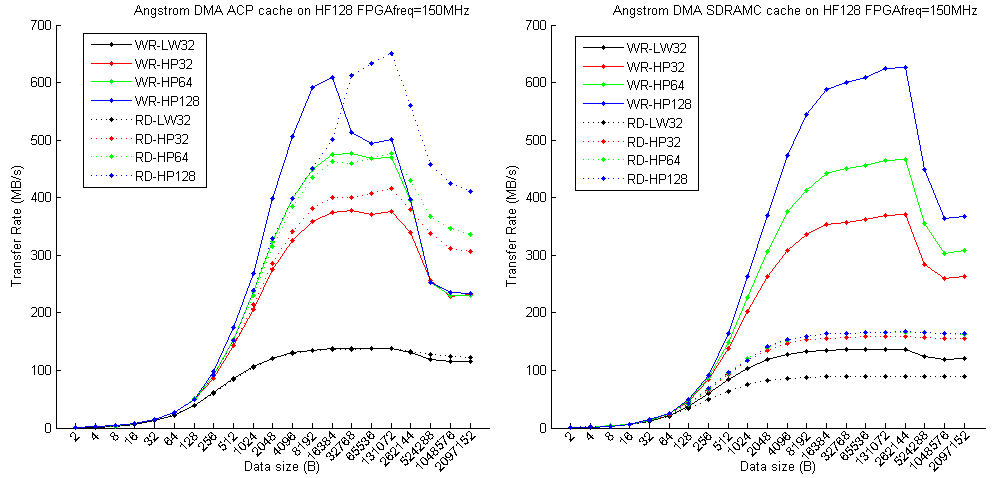 Angstrom DMA ACP cache on HF128 FPGAfreq=150MHz
Transfer Rate (MB/s)
700
600
500
400
300
200
100
0
WR-LW32
WR-HP32
WR-HP64
WR-HP128
RD-LW32
RD-HP32
RD-HP64
RD-HP128
2 4 8 16 32 64 128 256 512 1024 2048 4096 8192 16384 32768 65536 131072 262144 524288 1048576 2097152
Data size (B)
Angstrom DMA SDRAMC cache on HF128 FPGAfreq=150MHz
Transfer Rate (MB/s)
700
600
500
400
300
200
100
0
WR-LW32
WR-HP32
WR-HP64
WR-HP128
RD-LW32
RD-HP32
RD-HP64
RD-HP128
2 4 8 16 32 64 128 256 512 1024 2048 4096 8192 16384 32768 65536 131072 262144 524288 1048576 2097152
Data size (B)